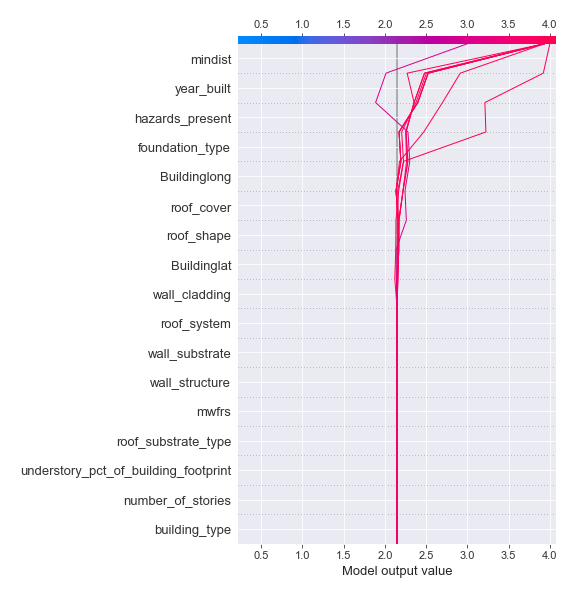 0.5 1.0 1.5 2.0 2.5 3.0 3.5 4.0
mindist
year_built
hazards_present
foundation_type
Buildinglong
roof_cover
roof_shape
Buildinglat
wall_cladding
roof_system
wall_substrate
wall_structure
mwfrs
roof_substrate_type
understory_pct_of_building_footprint
number_of_stories
building_type
0.5 1.0 1.5 2.0 2.5 3.0 3.5 4.0
Model output value